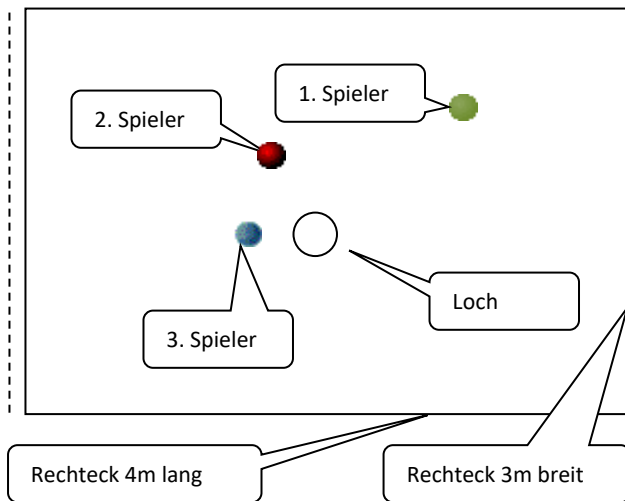 1. Spieler
2. Spieler
Loch
3. Spieler
Rechteck 4m lang
Rechteck 3m breit